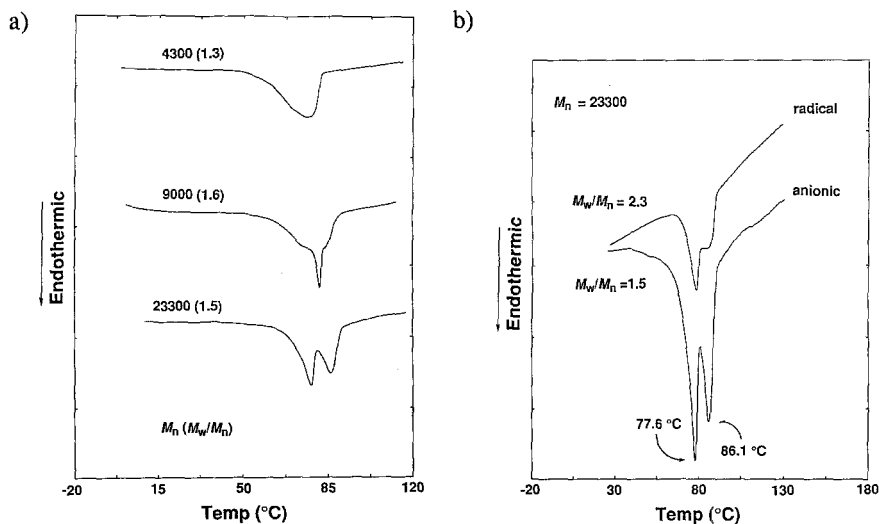 a)
4300 (1.3)
9000 (1.6)
23300 (1.5)
Mn (Mw/Mn)
Endothermic
-20 15 50 85 120
Temp (°C)
b)
Mn = 23300
radical
anionic
Mw/Mn = 2.3
Mw/Mn =1.5
77.6 °C
86.1 °C
Endothermic
-20 30 80 130 180
Temp (°C)